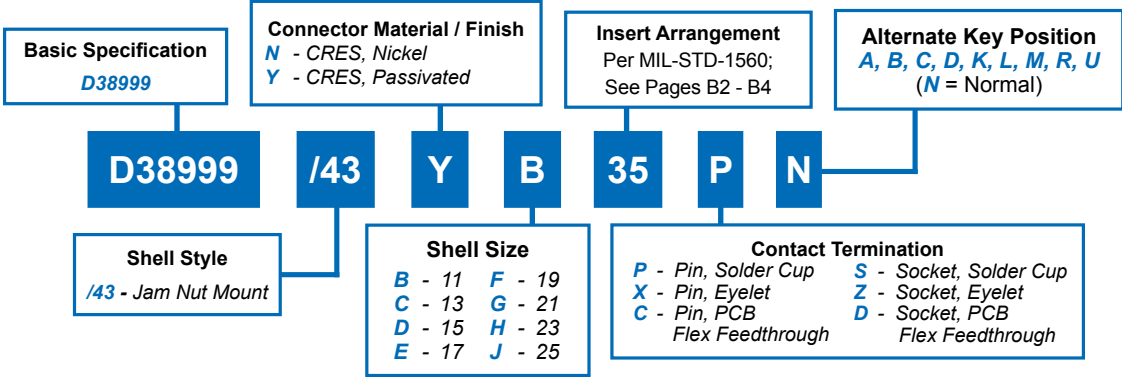 Basic Specification
D38999
Connector Material / Finish
N - CRES, Nickel
Y - CRES, Passivated
Insert Arrangement
Per MIL-STD-1560;
See Pages B2 - B4
Alternate Key Position
A, B, C, D, K, L, M, R, U
(N = Normal)
D38999 /43 Y B 35 P N
Shell Style
/43 - Jam Nut Mount
Shell Size
B - 11 F - 19
C - 13 G - 21
D - 15 H - 23
E - 17 J - 25
Contact Termination
P - Pin, Solder Cup S - Socket, Solder Cup
X - Pin, Eyelet Z - Socket, Eyelet
C - Pin, PCB D - Socket, PCB
Flex Feedthrough Flex Feedthrough